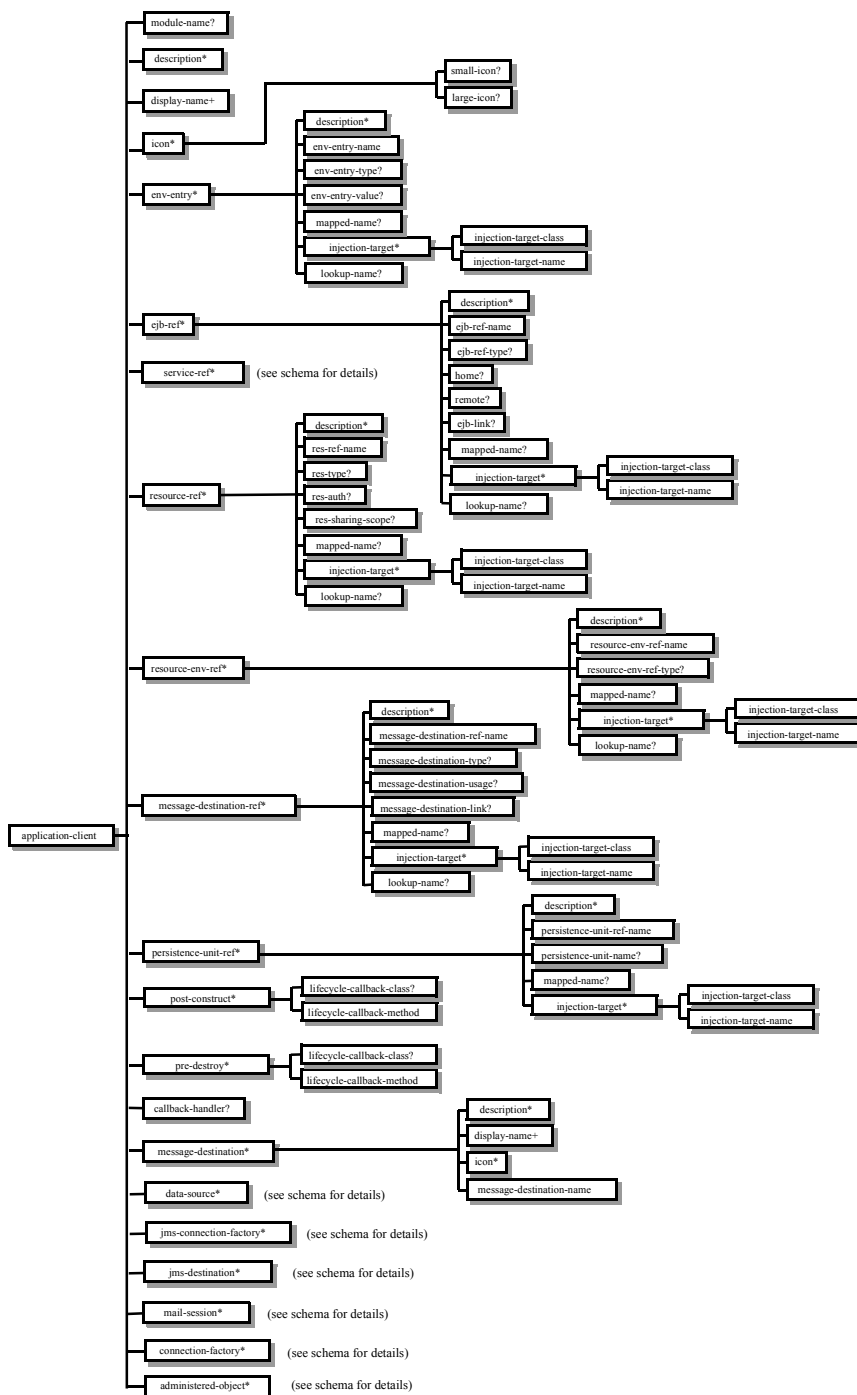 module-name?
description*
display-name+
icon*
small-icon?
large-icon?
env-entry*
description*
env-entry-name
env-entry-type?
env-entry-value?
mapped-name?
injection-target*
injection-target-class
injection-target-name
lookup-name?
ejb-ref*
description*
ejb-ref-name
ejb-ref-type?
home?
remote?
ejb-link?
mapped-name?
injection-target*
injection-target-class
injection-target-name
lookup-name?
service-ref*
(see schema for details)
resource-ref*
description*
res-ref-name
res-type?
res-auth?
res-sharing-scope?
mapped-name?
injection-target*
injection-target-class
injection-target-name
lookup-name?
resource-env-ref*
description*
resource-env-ref-name
resource-env-ref-type?
mapped-name?
injection-target*
injection-target-class
injection-target-name
lookup-name?
message-destination-ref*
description*
message-destination-ref-name
message-destination-type?
message-destination-usage?
message-destination-link?
mapped-name?
injection-target*
injection-target-class
injection-target-name
lookup-name?
application-client
persistence-unit-ref*
description*
persistence-unit-ref-name
persistence-unit-name?
mapped-name?
injection-target*
injection-target-class
injection-target-name
post-construct*
lifecycle-callback-class?
lifecycle-callback-method
pre-destroy*
lifecycle-callback-class?
lifecycle-callback-method
callback-handler?
message-destination*
description*
display-name+
icon*
message-destination-name
data-source*
(see schema for details)
jms-connection-factory*
(see schema for details)
jms-destination*
(see schema for details)
mail-session*
(see schema for details)
connection-factory*
(see schema for details)
administered-object*
(see schema for details)